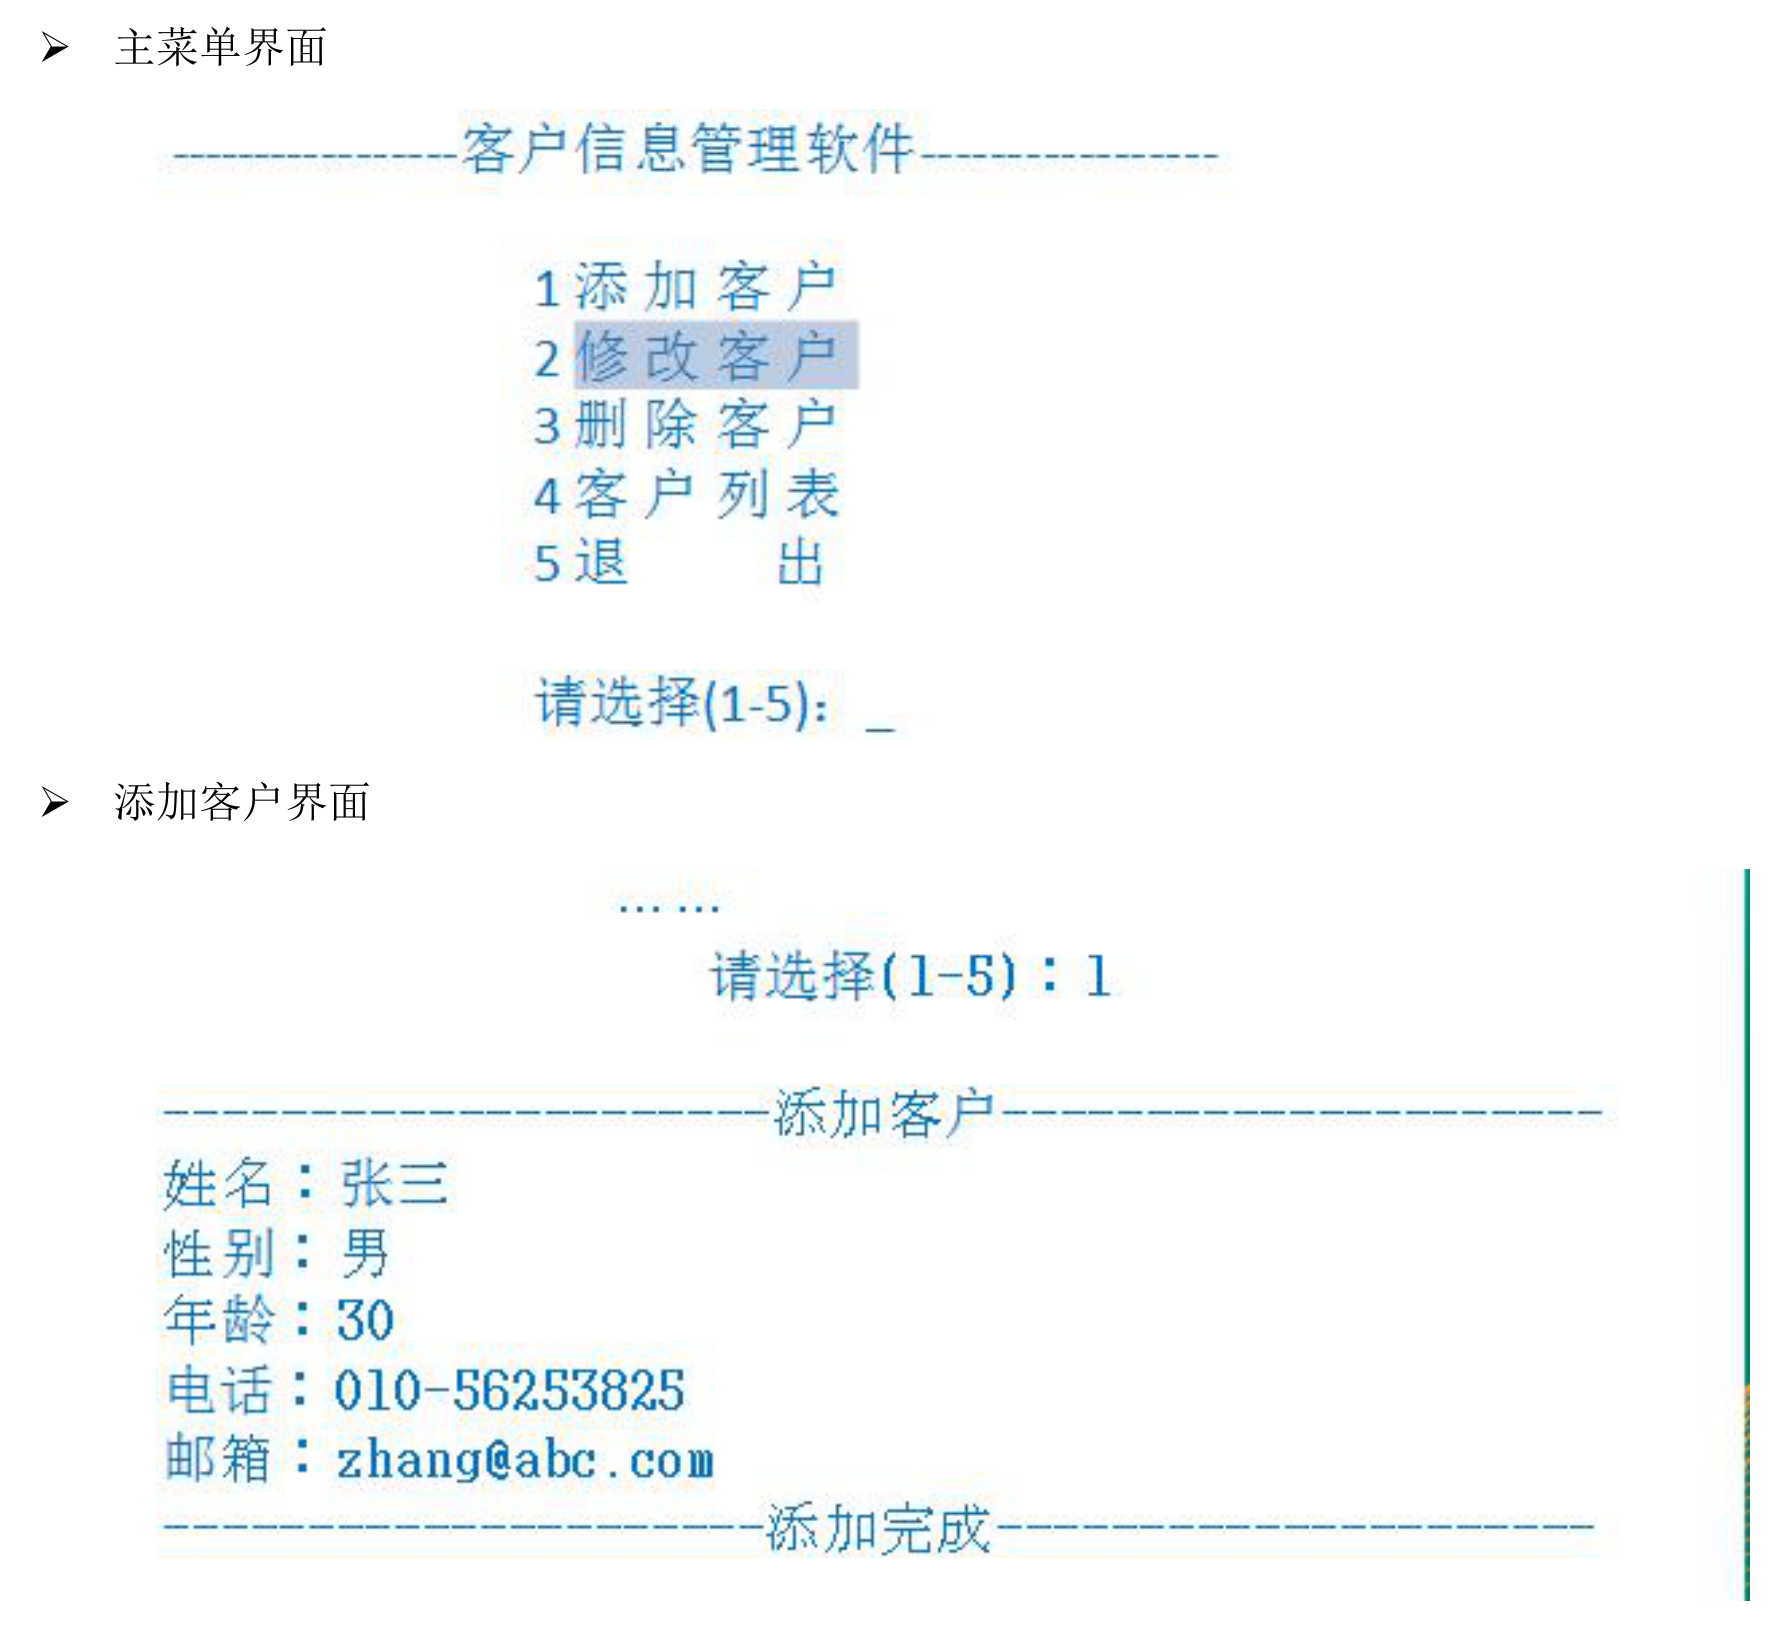 ➢ 主菜单界面
-----------------客户信息管理软件-----------------
1 添 加 客 户
2 修 改 客 户
3 删 除 客 户
4 客 户 列 表
5 退       出
请选择(1-5)： _
➢ 添加客户界面
... ...
请选择(1-5)：1
---------------------添加客户---------------------
姓名：张三
性别：男
年龄：30
电话：010-56253825
邮箱：zhang@abc.com
---------------------添加完成---------------------